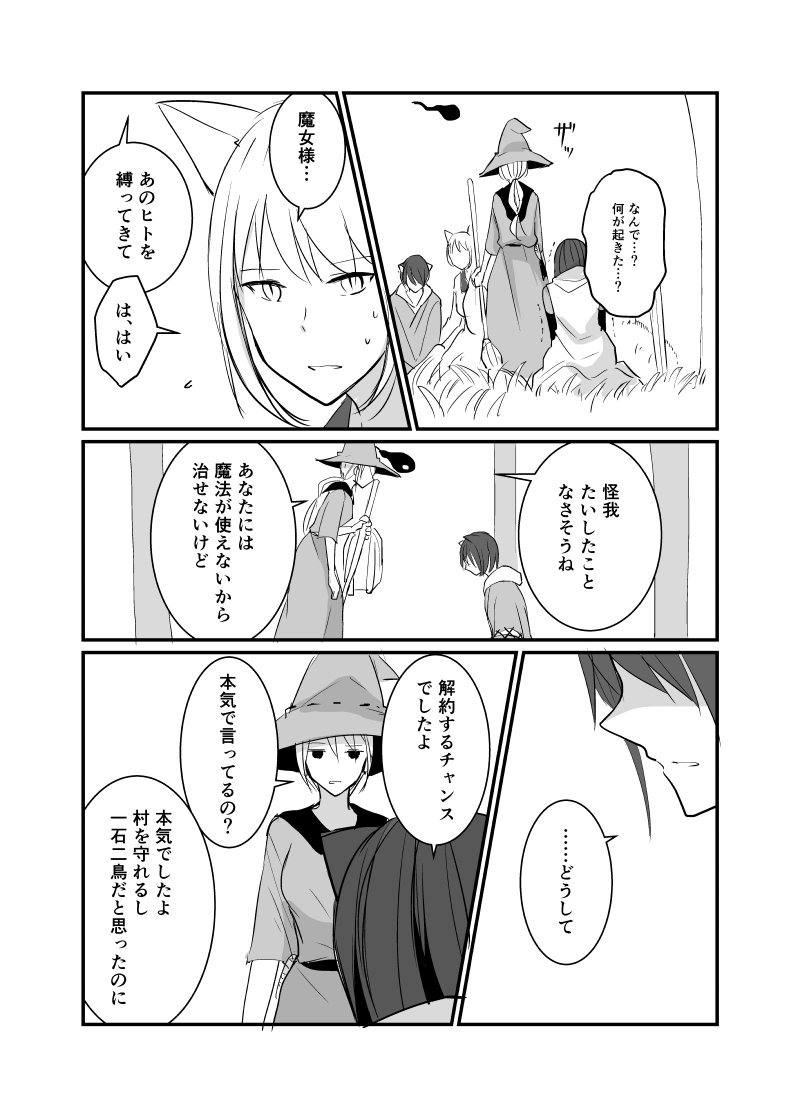 ザッ
なんで…?
何が起きた…?
魔女様…
あのヒトを
縛ってきて
は、はい
怪我
たいしたこと
なさそうね
あなたには
魔法が使えないから
治せないけど
……どうして
解約するチャンス
でしたよ
本気で言ってるの?
本気でしたよ
村を守れるし
一石二鳥だと思ったのに